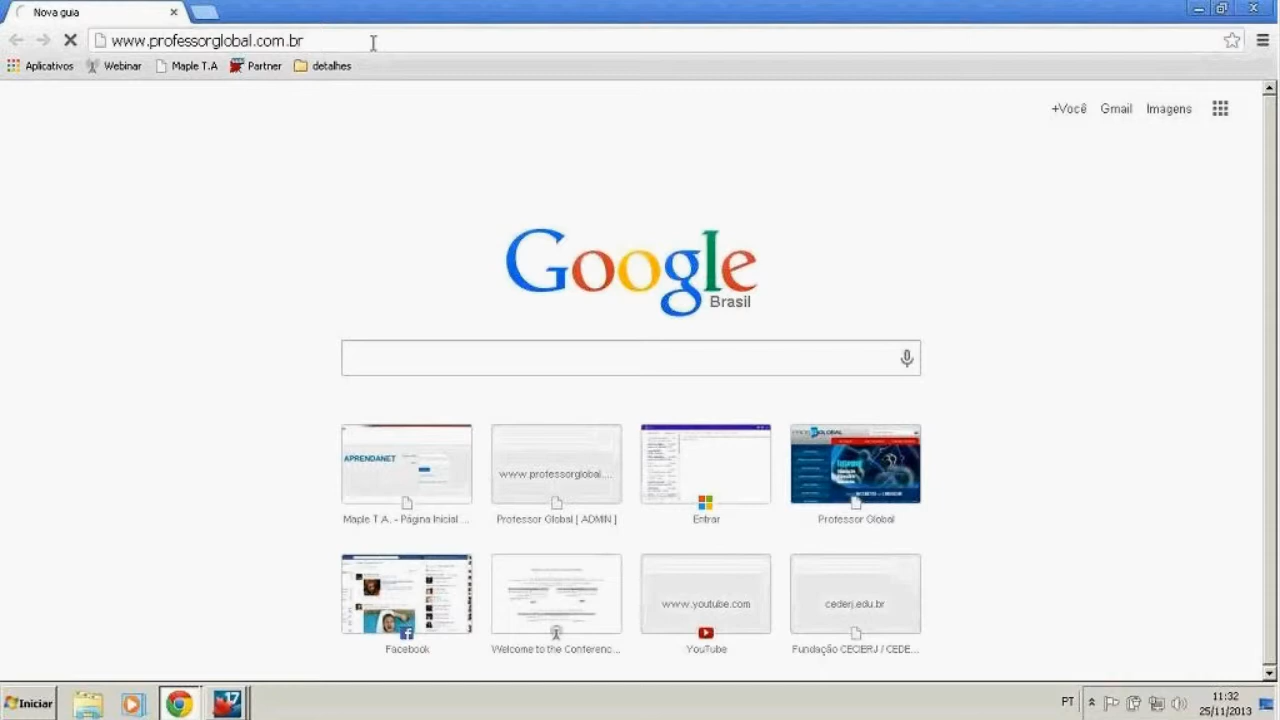 Nova guia
www.professorglobal.com.br
Aplicativos Webinar Maple T.A Partner detalhes
+Você Gmail Imagens
Google
Brasil
APRENDANET
www.professorglobal....
Maple T.A. - Página Inicial ...
Professor Global [ ADMIN ]
Entrar
Professor Global
www.youtube.com
cederj.edu.br
Facebook
Welcome to the Conferenc...
YouTube
Fundação CECIERJ / CEDE...
Iniciar
17
PT
11:32
25/11/2013